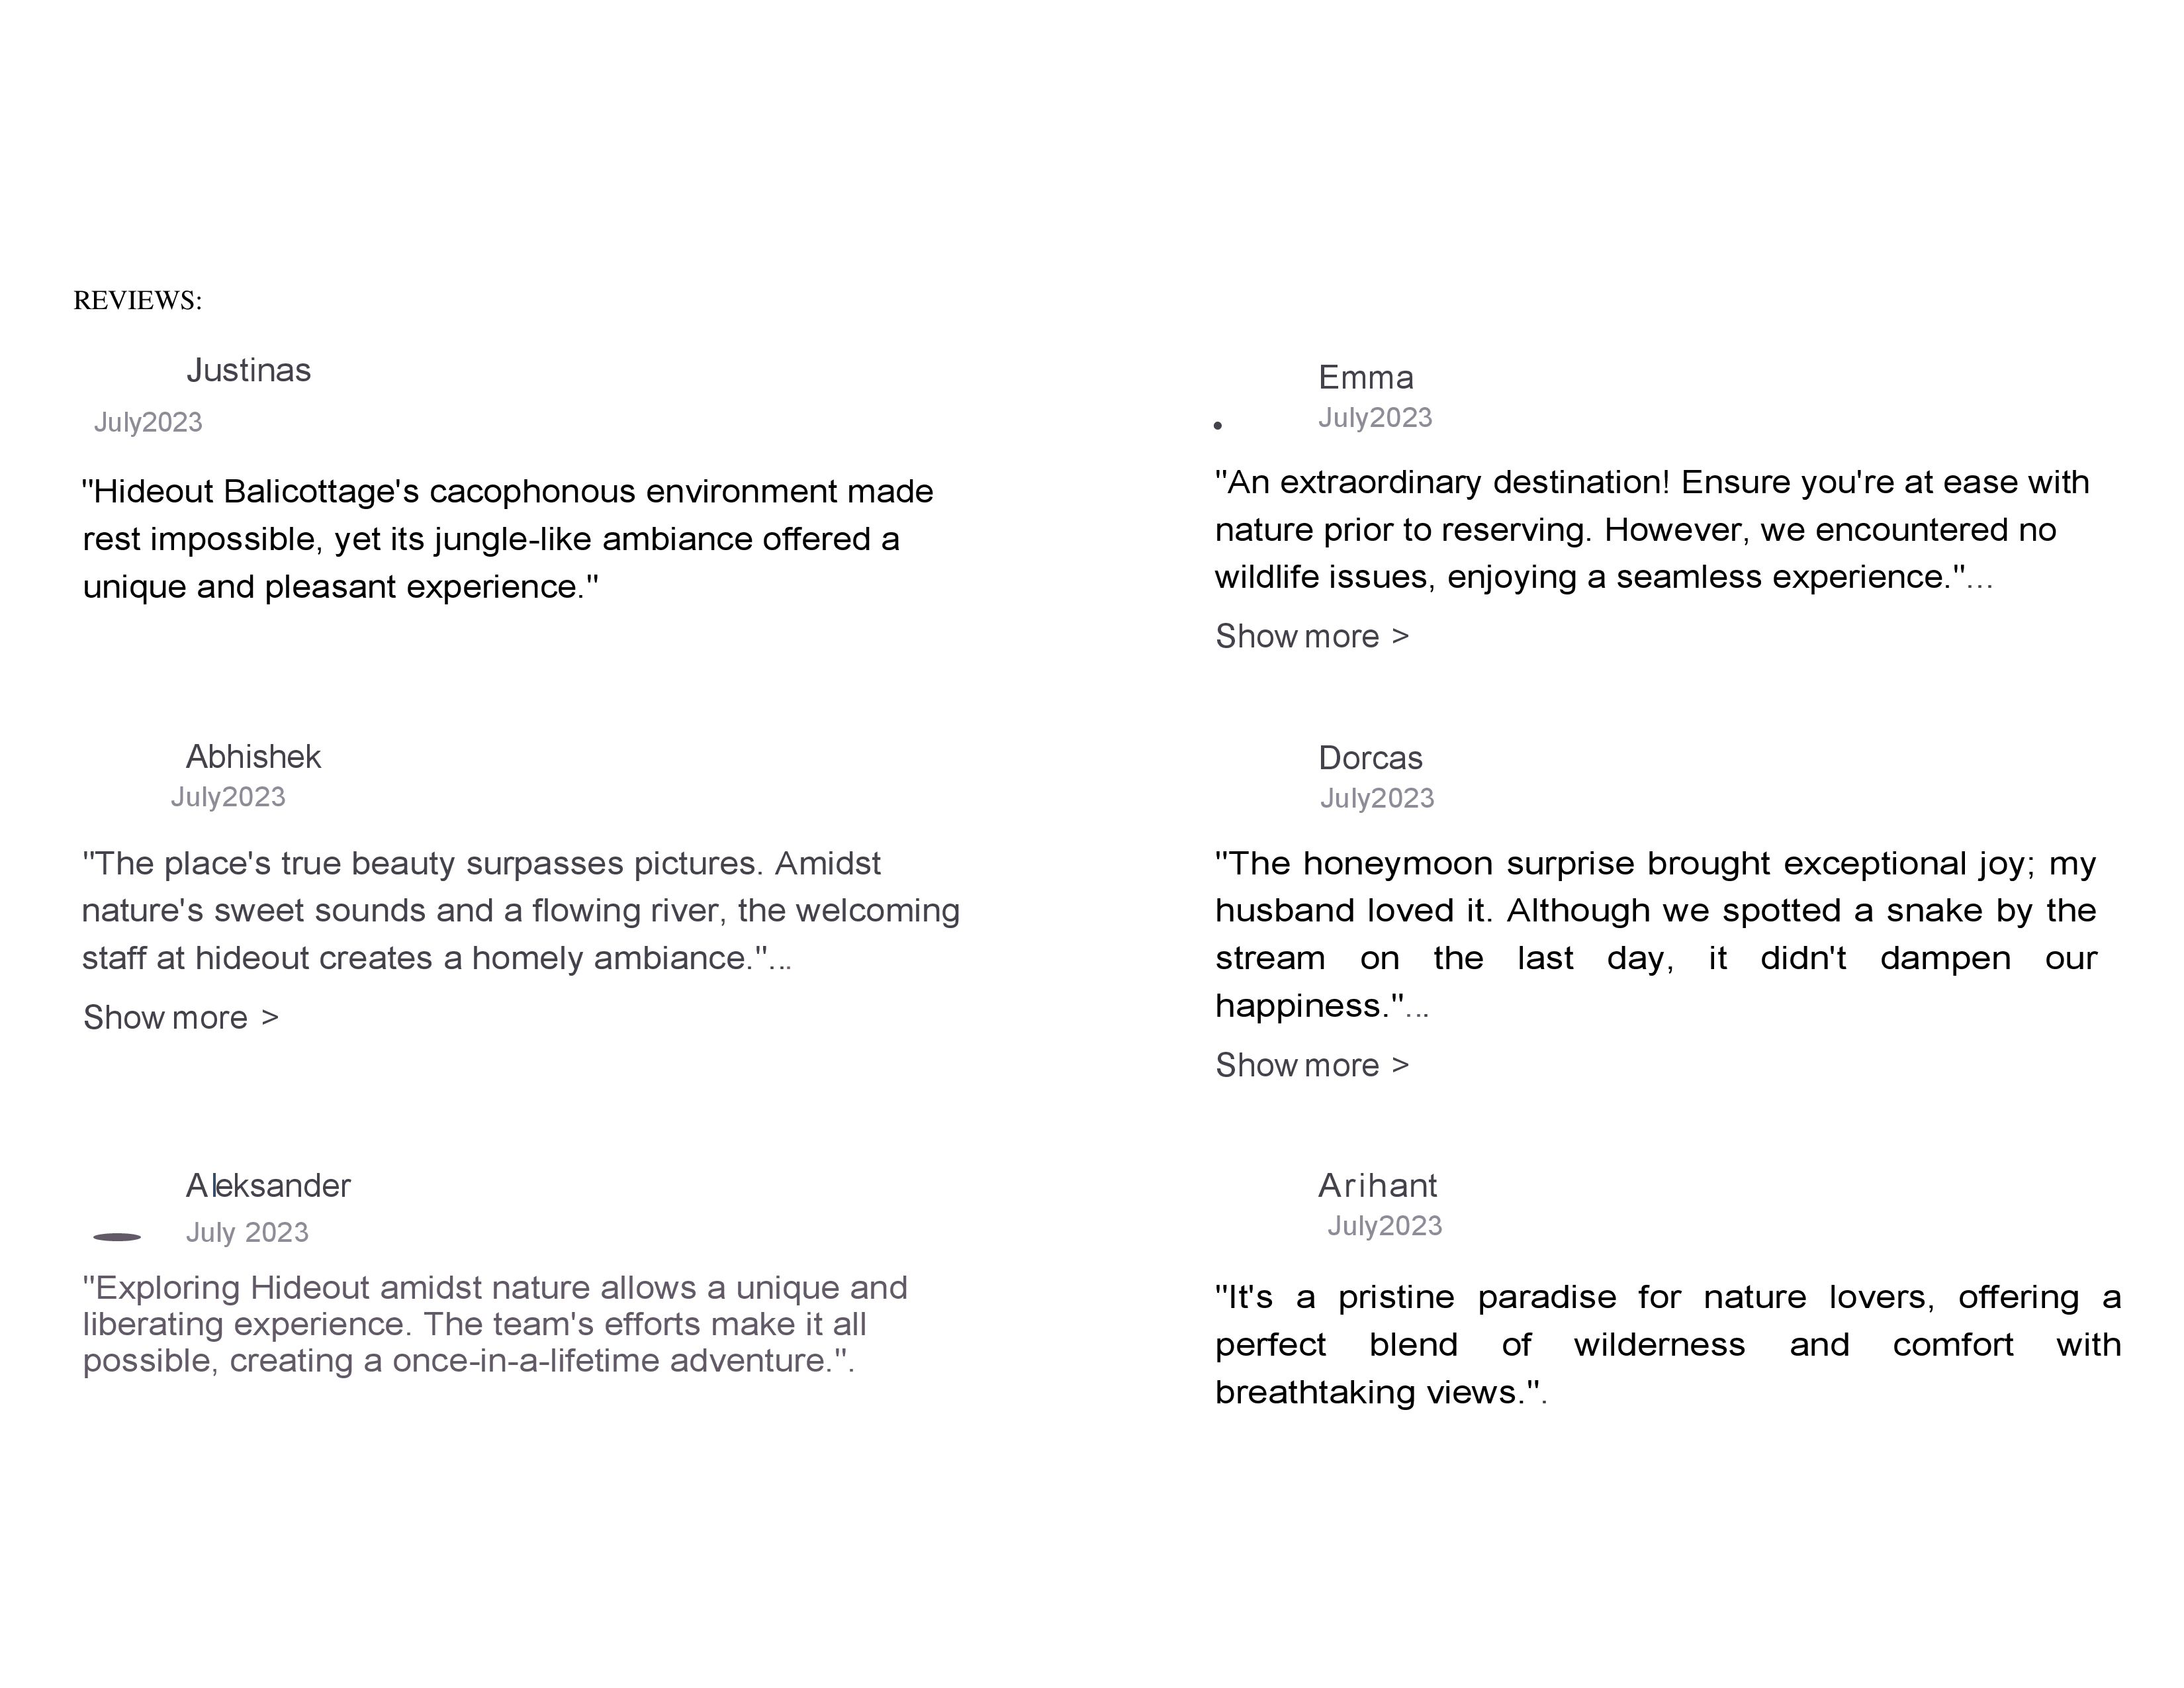 REVIEWS:
Justinas
July2023
"Hideout Balicottage's cacophonous environment made
rest impossible, yet its jungle-like ambiance offered a
unique and pleasant experience."
Emma
July2023
"An extraordinary destination! Ensure you're at ease with
nature prior to reserving. However, we encountered no
wildlife issues, enjoying a seamless experience."...
Show more >
Abhishek
July2023
"The place's true beauty surpasses pictures. Amidst
nature's sweet sounds and a flowing river, the welcoming
staff at hideout creates a homely ambiance."...
Show more >
Dorcas
July2023
"The honeymoon surprise brought exceptional joy; my
husband loved it. Although we spotted a snake by the
stream on the last day, it didn't dampen our
happiness."...
Show more >
Aleksander
July 2023
"Exploring Hideout amidst nature allows a unique and
liberating experience. The team's efforts make it all
possible, creating a once-in-a-lifetime adventure.".
Arihant
July2023
"It's a pristine paradise for nature lovers, offering a
perfect blend of wilderness and comfort with
breathtaking views.".